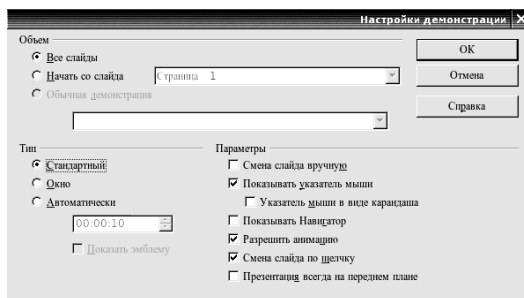 Настройки демонстрации
Объем
Все слайды
Начать со слайда
Страница 1
Обычная демонстрация
OK
Отмена
Справка
Тип
Стандартный
Окно
Автоматически
00:00:10
Показать эмблему
Параметры
Смена слайда вручную
Показывать указатель мыши
Указатель мыши в виде карандаша
Показывать Навигатор
Разрешить анимацию
Смена слайда по щелчку
Презентация всегда на переднем плане